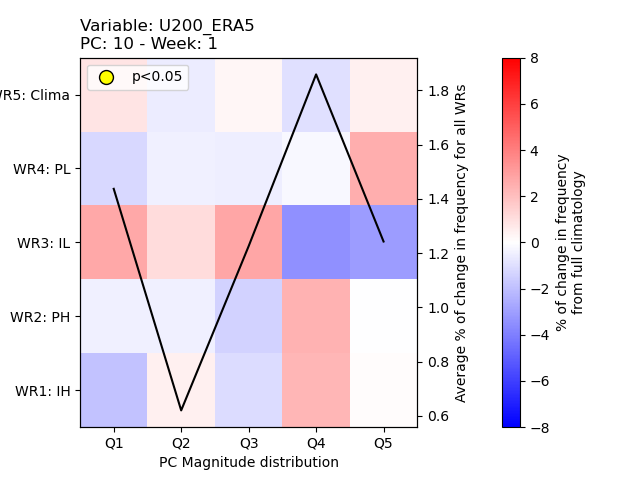 Variable: U200_ERA5
PC: 10 - Week: 1
p<0.05
WR5: Clima
WR4: PL
WR3: IL
WR2: PH
WR1: IH
Q1 Q2 Q3 Q4 Q5
PC Magnitude distribution
1.8
1.6
1.4
1.2
1.0
0.8
0.6
Average % of change in frequency for all WRs
8
6
4
2
0
−2
−4
−6
−8
% of change in frequency
from full climatology